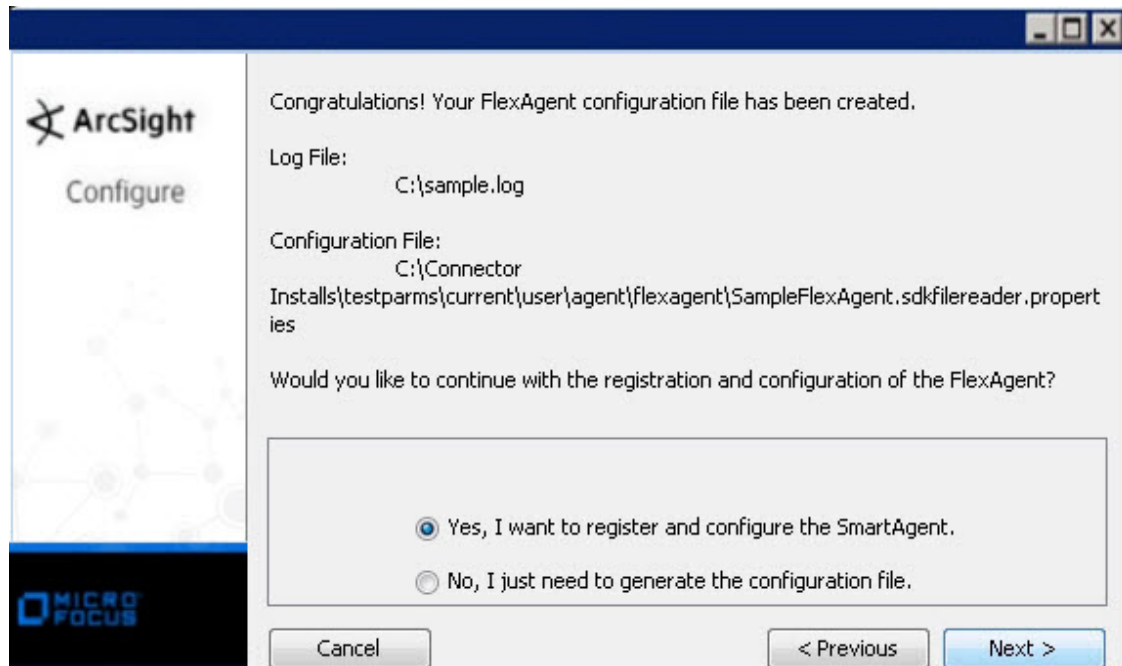 ArcSight
Configure
Congratulations! Your FlexAgent configuration file has been created.
Log File:
C:\sample.log
Configuration File:
C:\Connector
Installs\testparms\current\user\agent\flexagent\SampleFlexAgent.sdkfilereader.propert
ies
Would you like to continue with the registration and configuration of the FlexAgent?
Yes, I want to register and configure the SmartAgent.
No, I just need to generate the configuration file.
MICRO
FOCUS
Cancel
< Previous
Next >